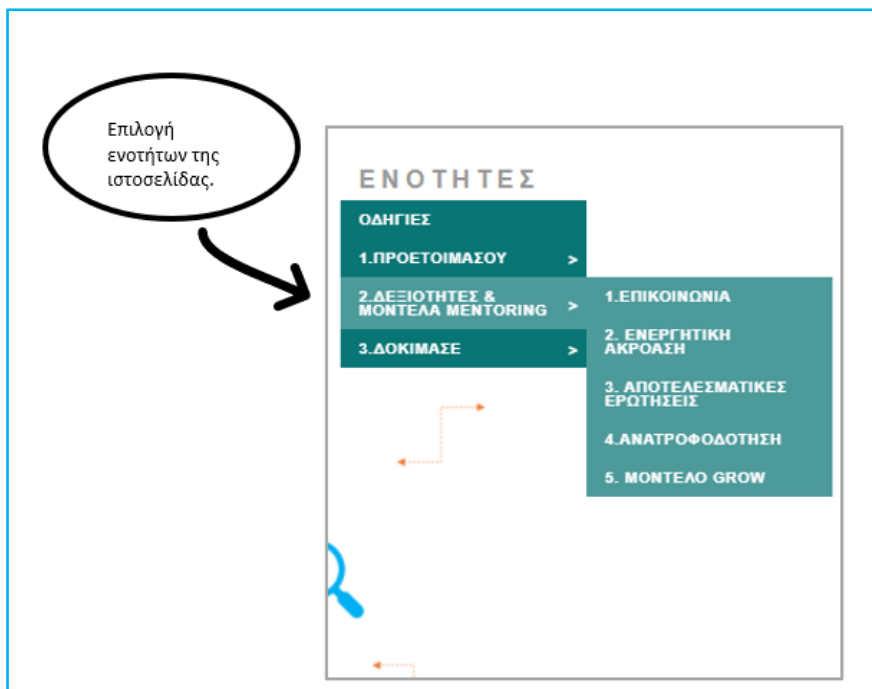 Επιλογή
ενοτήτων της
ιστοσελίδας.
ΕΝΟΤΗΤΕΣ
ΟΔΗΓΙΕΣ
1.ΠΡΟΕΤΟΙΜΑΣΟΥ >
2.ΔΕΞΙΟΤΗΤΕΣ &
ΜΟΝΤΕΛΑ MENTORING >
3.ΔΟΚΙΜΑΣΕ >
1.ΕΠΙΚΟΙΝΩΝΙΑ
2. ΕΝΕΡΓΗΤΙΚΗ
ΑΚΡΟΑΣΗ
3. ΑΠΟΤΕΛΕΣΜΑΤΙΚΕΣ
ΕΡΩΤΗΣΕΙΣ
4.ΑΝΑΤΡΟΦΟΔΟΤΗΣΗ
5. ΜΟΝΤΕΛΟ GROW